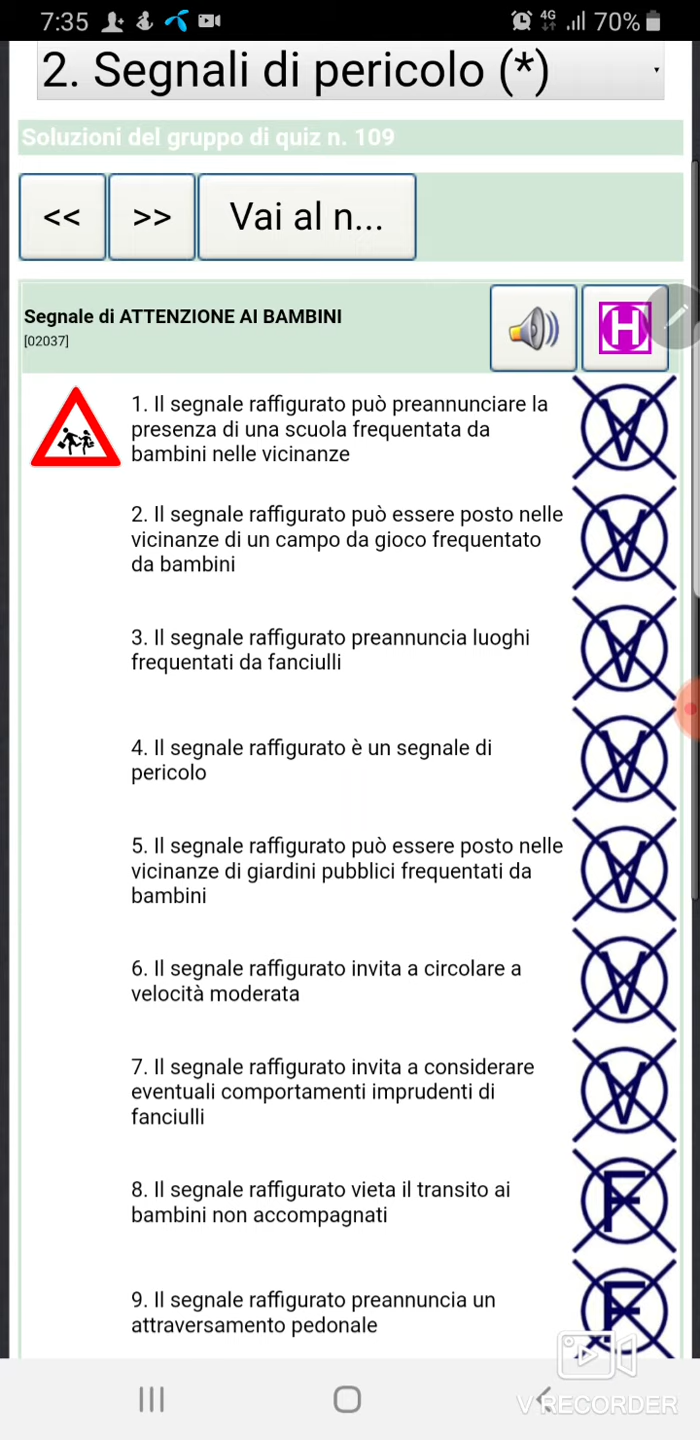 7:35
4G
70%
2. Segnali di pericolo (*)
Soluzioni del gruppo di quiz n. 109
<<
>>
Vai al n...
Segnale di ATTENZIONE AI BAMBINI
[02037]
H
1. Il segnale raffigurato può preannunciare la
presenza di una scuola frequentata da
bambini nelle vicinanze
V
2. Il segnale raffigurato può essere posto nelle
vicinanze di un campo da gioco frequentato
da bambini
V
3. Il segnale raffigurato preannuncia luoghi
frequentati da fanciulli
V
4. Il segnale raffigurato è un segnale di
pericolo
V
5. Il segnale raffigurato può essere posto nelle
vicinanze di giardini pubblici frequentati da
bambini
V
6. Il segnale raffigurato invita a circolare a
velocità moderata
V
7. Il segnale raffigurato invita a considerare
eventuali comportamenti imprudenti di
fanciulli
V
8. Il segnale raffigurato vieta il transito ai
bambini non accompagnati
F
9. Il segnale raffigurato preannuncia un
attraversamento pedonale
F
V RECORDER